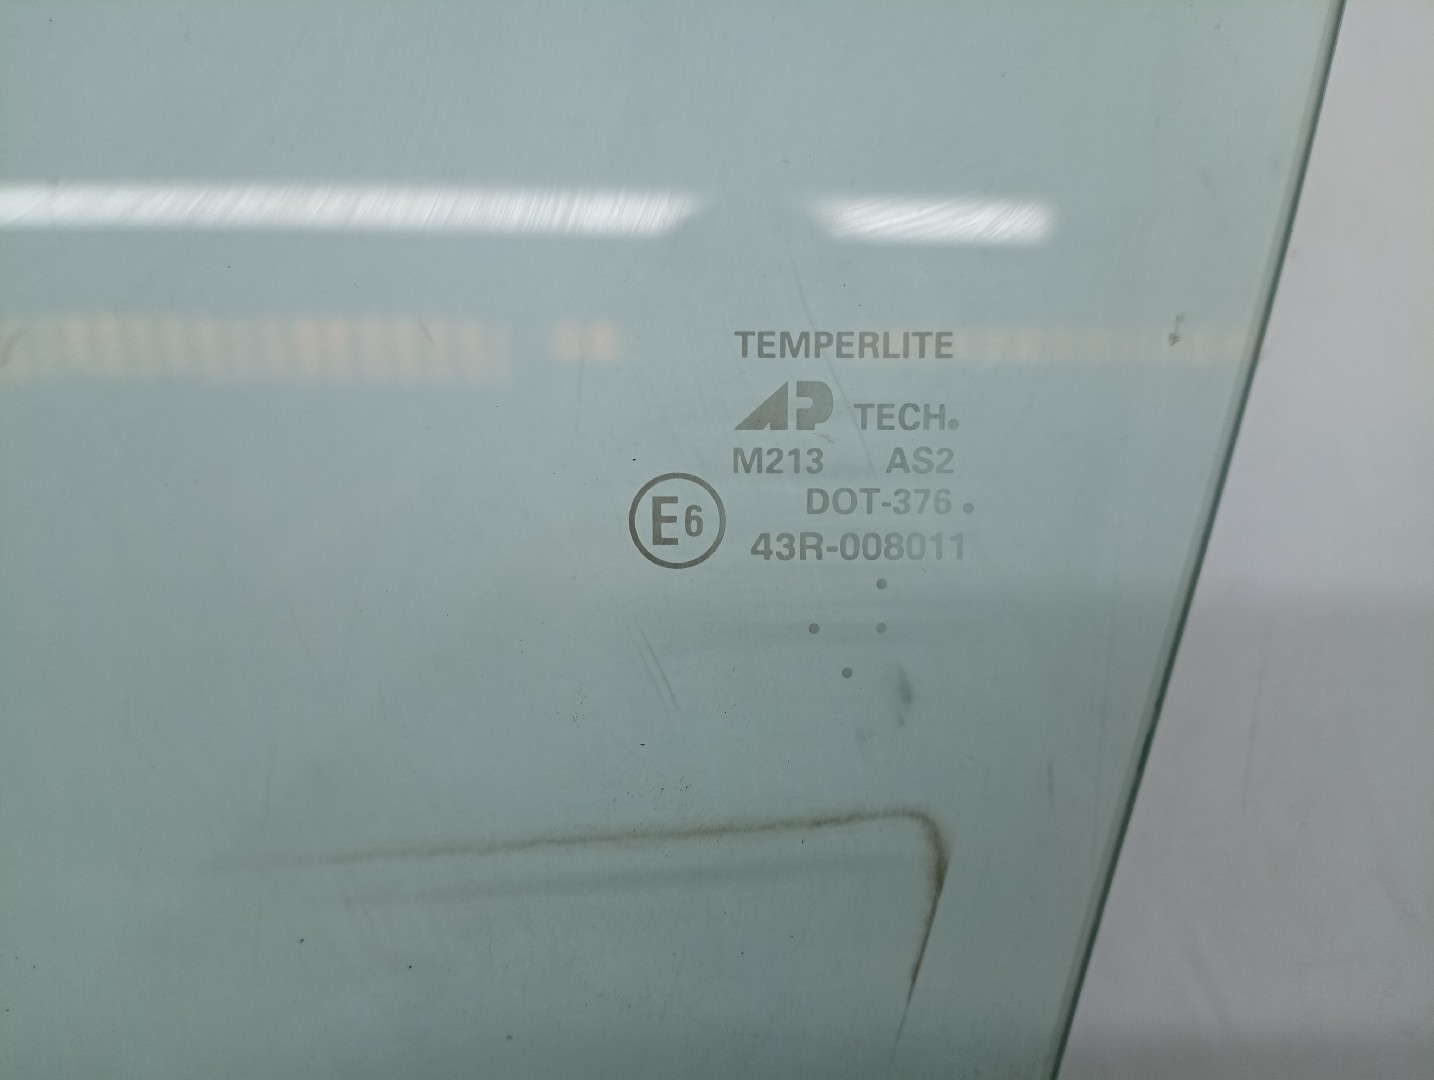 TEMPERLITE
AP TECH.
M213 AS2
DOT-376.
E6
43R-008011